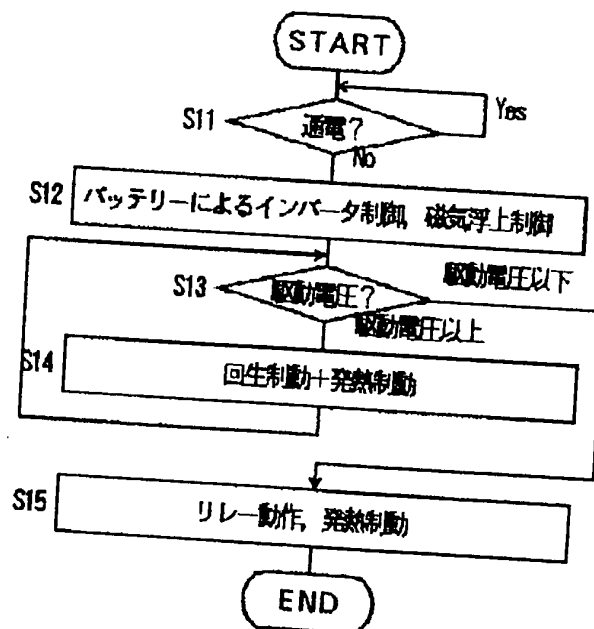 START
Yes
S11
通電?
No
S12
バッテリーによるインバータ制御, 磁気浮上制御
S13
駆動電圧?
駆動電圧以下
駆動電圧以上
S14
回生制動+発熱制動
S15
リレー動作, 発熱制動
END